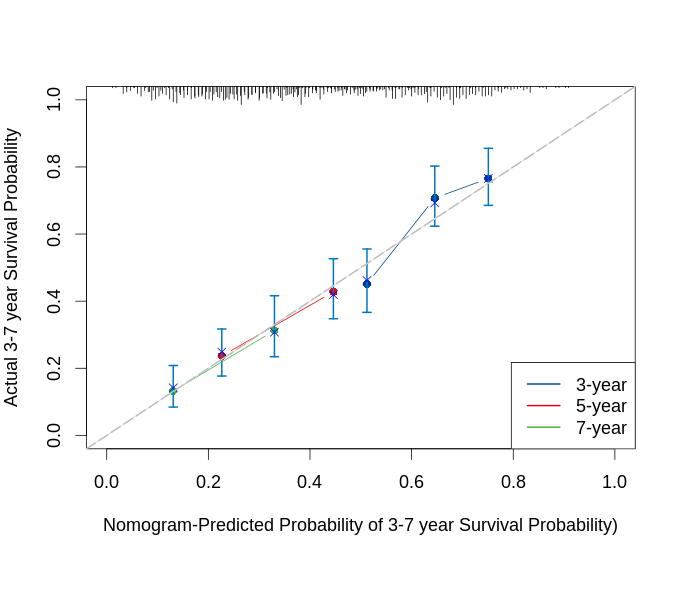 Actual 3-7 year Survival Probability
1.0
0.8
0.6
0.4
0.2
0.0
3-year
5-year
7-year
0.0 0.2 0.4 0.6 0.8 1.0
Nomogram-Predicted Probability of 3-7 year Survival Probability)